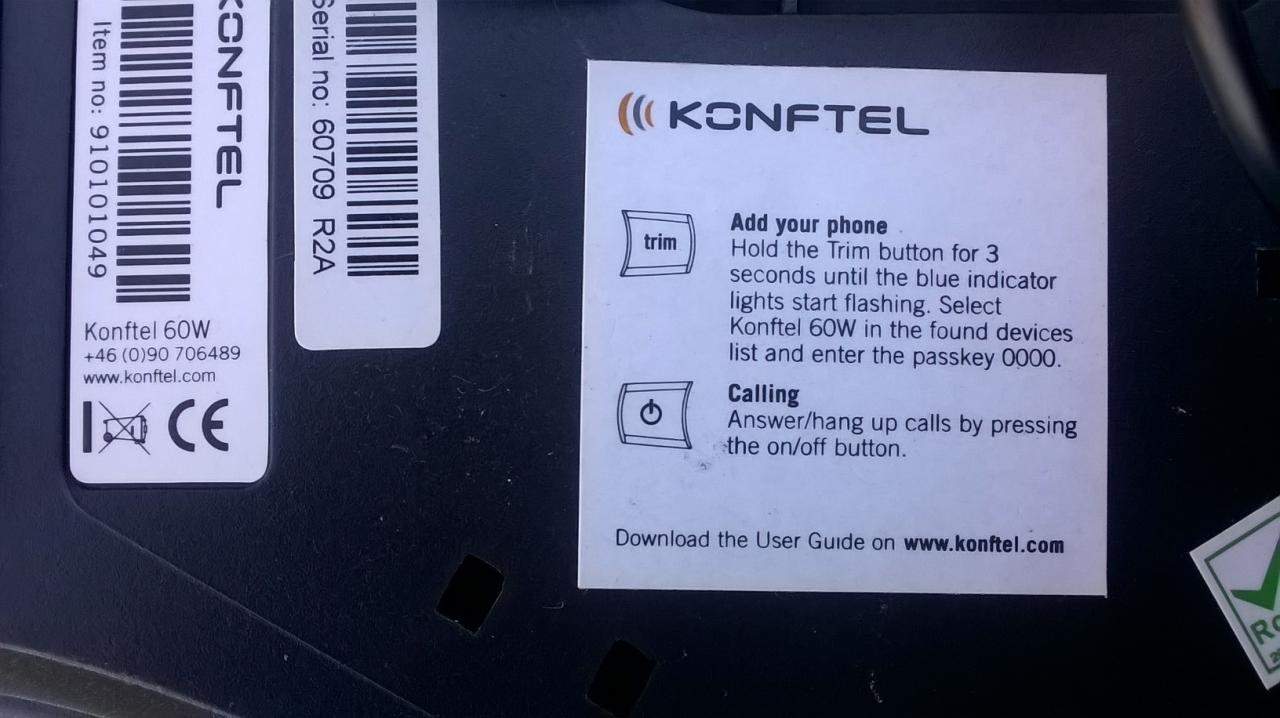 KONFTEL
Item no: 910101049
Konftel 60W
+46 (0)90 706489
www.konftel.com
CE
Serial no: 60709 R2A
KONFTEL
trim
Add your phone
Hold the Trim button for 3
seconds until the blue indicator
lights start flashing. Select
Konftel 60W in the found devices
list and enter the passkey 0000.
Calling
Answer/hang up calls by pressing
the on/off button.
Download the User Guide on www.konftel.com